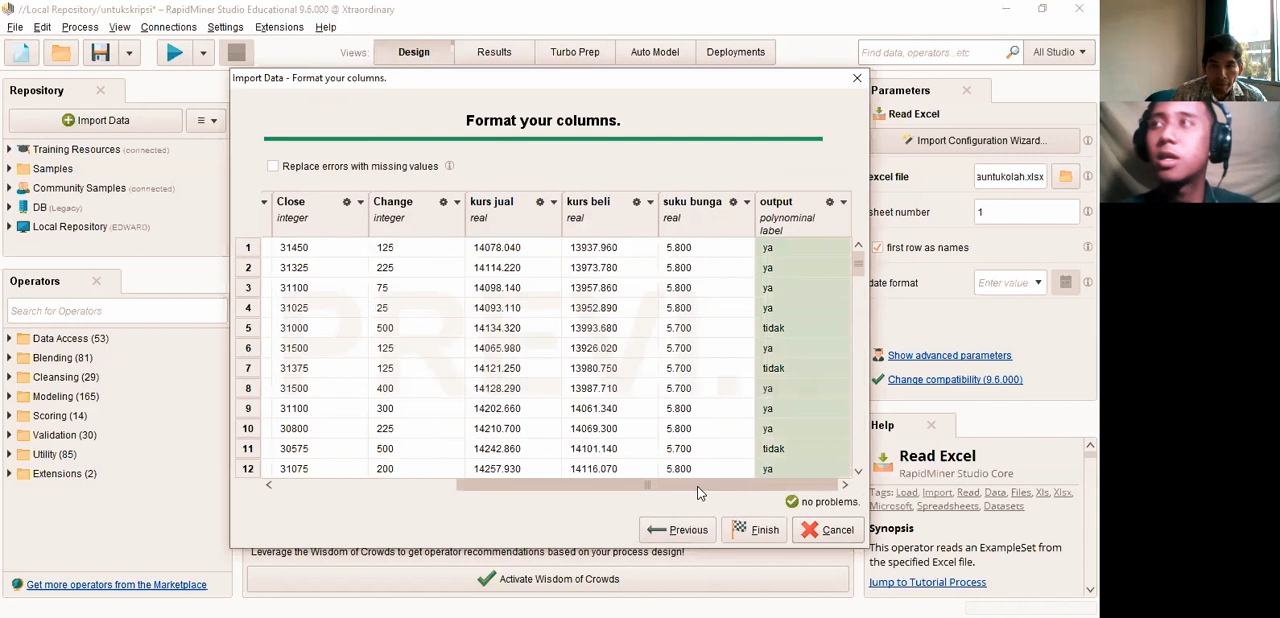 //Local Repository/untukskripsi* – RapidMiner Studio Educational 9.6.000 @ Xtraordinary
File Edit Process View Connections Settings Extensions Help
Views: Design Results Turbo Prep Auto Model Deployments Find data, operators...etc All Studio
Repository
Import Data
Training Resources (connected)
Samples
Community Samples (connected)
DB (Legacy)
Local Repository (EDWARD)
Operators
Search for Operators
Data Access (53)
Blending (81)
Cleansing (29)
Modeling (165)
Scoring (14)
Validation (30)
Utility (85)
Extensions (2)
Get more operators from the Marketplace
Import Data - Format your columns.
Format your columns.
Replace errors with missing values
Close Change kurs jual kurs beli suku bunga output
integer integer real real real polynominal
label
1 31450 125 14078.040 13937.960 5.800 ya
2 31325 225 14114.220 13973.780 5.800 ya
3 31100 75 14098.140 13957.860 5.800 ya
4 31025 25 14093.110 13952.890 5.800 ya
5 31000 500 14134.320 13993.680 5.700 tidak
6 31500 125 14065.980 13926.020 5.700 ya
7 31375 125 14121.250 13980.750 5.700 tidak
8 31500 400 14128.290 13987.710 5.700 ya
9 31100 300 14202.660 14061.340 5.800 ya
10 30800 225 14210.700 14069.300 5.800 ya
11 30575 500 14242.860 14101.140 5.700 tidak
12 31075 200 14257.930 14116.070 5.800 ya
no problems.
Previous Finish Cancel
Leverage the Wisdom of Crowds to get operator recommendations based on your process design!
Activate Wisdom of Crowds
Parameters
Read Excel
Import Configuration Wizard...
excel file auntukolah.xlsx
sheet number 1
first row as names
date format Enter value
Show advanced parameters
Change compatibility (9.6.000)
Help
Read Excel
RapidMiner Studio Core
Tags: Load, Import, Read, Data, Files, Xls, Xlsx,
Microsoft, Spreadsheets, Datasets
Synopsis
This operator reads an ExampleSet from
the specified Excel file.
Jump to Tutorial Process